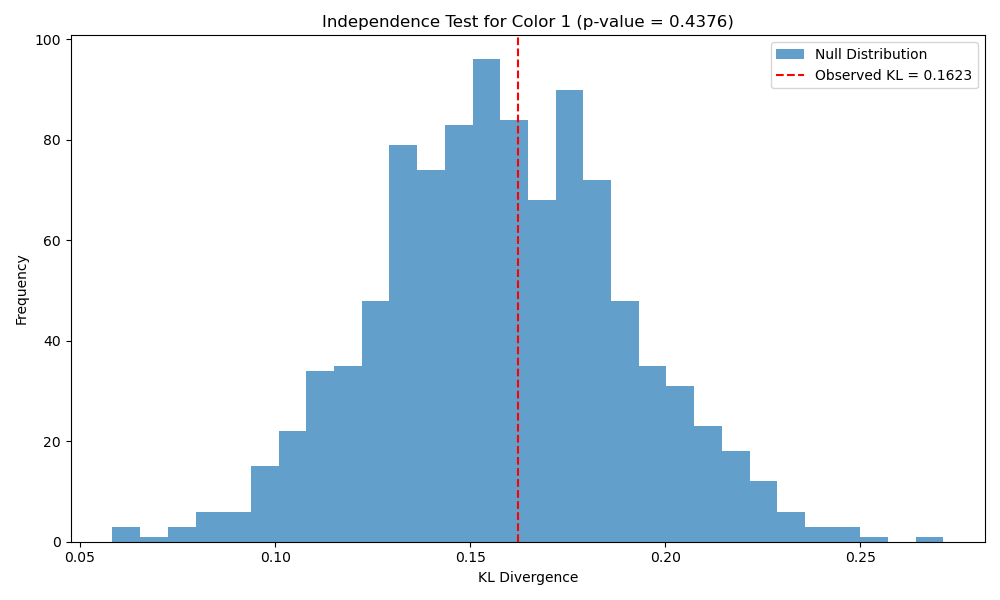 Independence Test for Color 1 (p-value = 0.4376)
Null Distribution
Observed KL = 0.1623
100
80
60
40
20
0
Frequency
0.05 0.10 0.15 0.20 0.25
KL Divergence